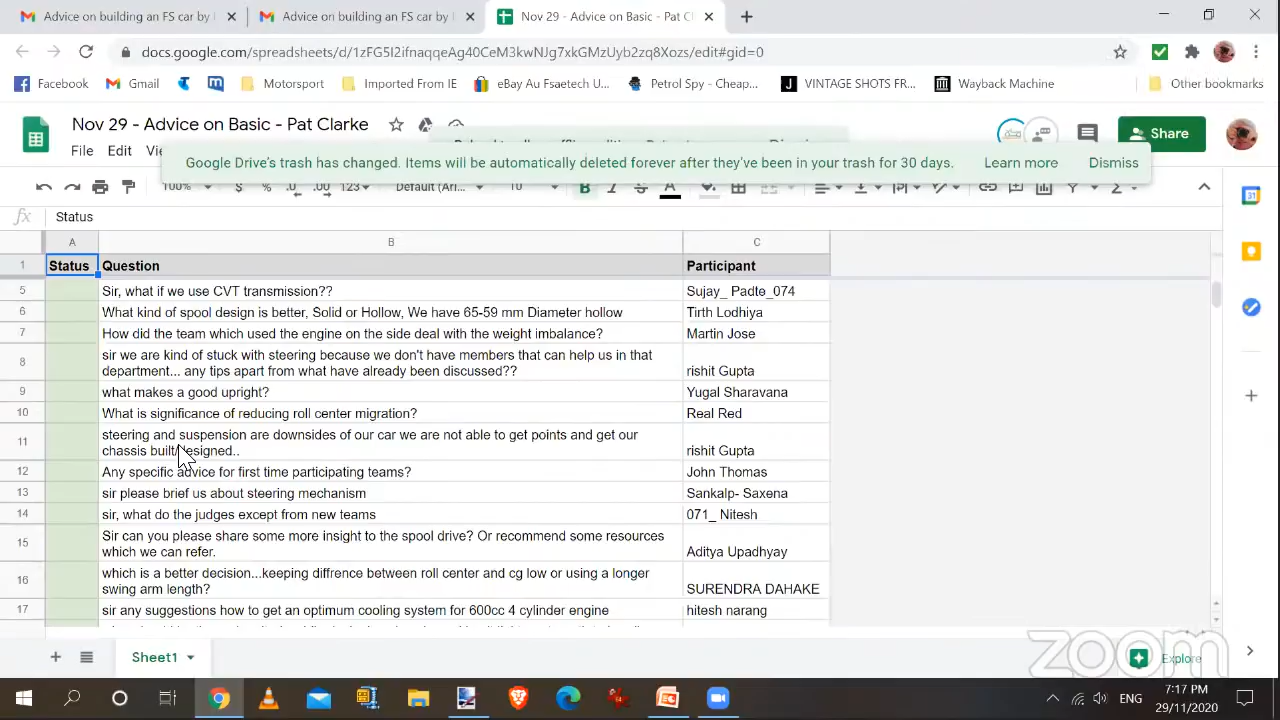 Advice on building an FS car by
Advice on building an FS car by
Nov 29 - Advice on Basic - Pat Cl
docs.google.com/spreadsheets/d/1zFG5I2ifnaqqeAg40CeM3kwNJg7xkGMzUyb2zq8Xozs/edit#gid=0
Facebook
Gmail
Motorsport
Imported From IE
eBay Au Fsaetech U...
Petrol Spy - Cheap...
VINTAGE SHOTS FR...
Wayback Machine
Other bookmarks
Nov 29 - Advice on Basic - Pat Clarke
Share
File Edit
Google Drive's trash has changed. Items will be automatically deleted forever after they've been in your trash for 30 days. Learn more Dismiss
100% $ % .0 .00 123 Default (Ari... 10 B I S A
fx Status
A B C
1 Status Question Participant
5 Sir, what if we use CVT transmission?? Sujay_ Padte_074
6 What kind of spool design is better, Solid or Hollow, We have 65-59 mm Diameter hollow Tirth Lodhiya
7 How did the team which used the engine on the side deal with the weight imbalance? Martin Jose
sir we are kind of stuck with steering because we don't have members that can help us in that
8 department... any tips apart from what have already been discussed?? rishit Gupta
9 what makes a good upright? Yugal Sharavana
10 What is significance of reducing roll center migration? Real Red
steering and suspension are downsides of our car we are not able to get points and get our
11 chassis built designed.. rishit Gupta
12 Any specific advice for first time participating teams? John Thomas
13 sir please brief us about steering mechanism Sankalp- Saxena
14 sir, what do the judges except from new teams 071_ Nitesh
Sir can you please share some more insight to the spool drive? Or recommend some resources
15 which we can refer. Aditya Upadhyay
which is a better decision...keeping diffrence between roll center and cg low or using a longer
16 swing arm length? SURENDRA DAHAKE
17 sir any suggestions how to get an optimum cooling system for 600cc 4 cylinder engine hitesh narang
Sheet1
Explore
zoom
ENG
7:17 PM
29/11/2020